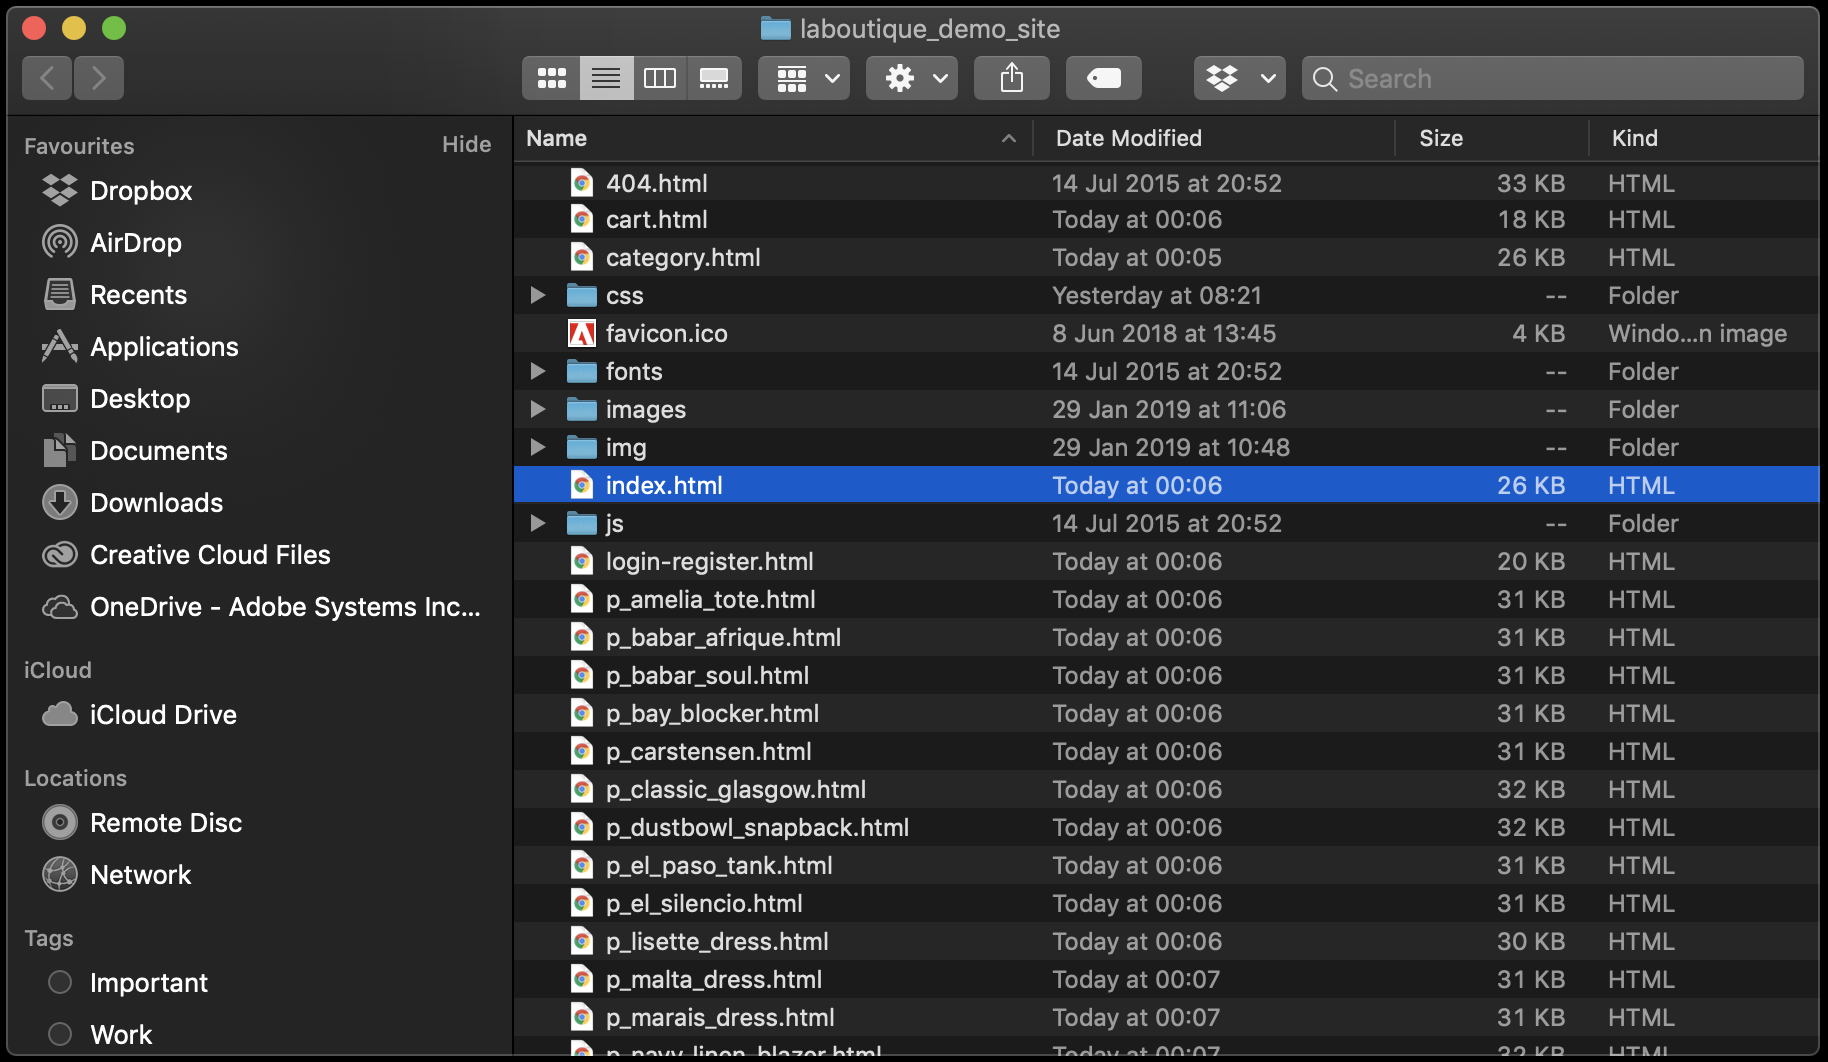 laboutique_demo_site
Search
Favourites Hide
Dropbox
AirDrop
Recents
Applications
Desktop
Documents
Downloads
Creative Cloud Files
OneDrive - Adobe Systems Inc...
iCloud
iCloud Drive
Locations
Remote Disc
Network
Tags
Important
Work
Name Date Modified Size Kind
404.html 14 Jul 2015 at 20:52 33 KB HTML
cart.html Today at 00:06 18 KB HTML
category.html Today at 00:05 26 KB HTML
css Yesterday at 08:21 -- Folder
favicon.ico 8 Jun 2018 at 13:45 4 KB Windo...n image
fonts 14 Jul 2015 at 20:52 -- Folder
images 29 Jan 2019 at 11:06 -- Folder
img 29 Jan 2019 at 10:48 -- Folder
index.html Today at 00:06 26 KB HTML
js 14 Jul 2015 at 20:52 -- Folder
login-register.html Today at 00:06 20 KB HTML
p_amelia_tote.html Today at 00:06 31 KB HTML
p_babar_afrique.html Today at 00:06 31 KB HTML
p_babar_soul.html Today at 00:06 31 KB HTML
p_bay_blocker.html Today at 00:06 31 KB HTML
p_carstensen.html Today at 00:06 31 KB HTML
p_classic_glasgow.html Today at 00:06 32 KB HTML
p_dustbowl_snapback.html Today at 00:06 32 KB HTML
p_el_paso_tank.html Today at 00:06 31 KB HTML
p_el_silencio.html Today at 00:06 31 KB HTML
p_lisette_dress.html Today at 00:06 30 KB HTML
p_malta_dress.html Today at 00:07 31 KB HTML
p_marais_dress.html Today at 00:07 31 KB HTML
p_navy_linen_blazer.html Today at 00:07 32 KB HTML